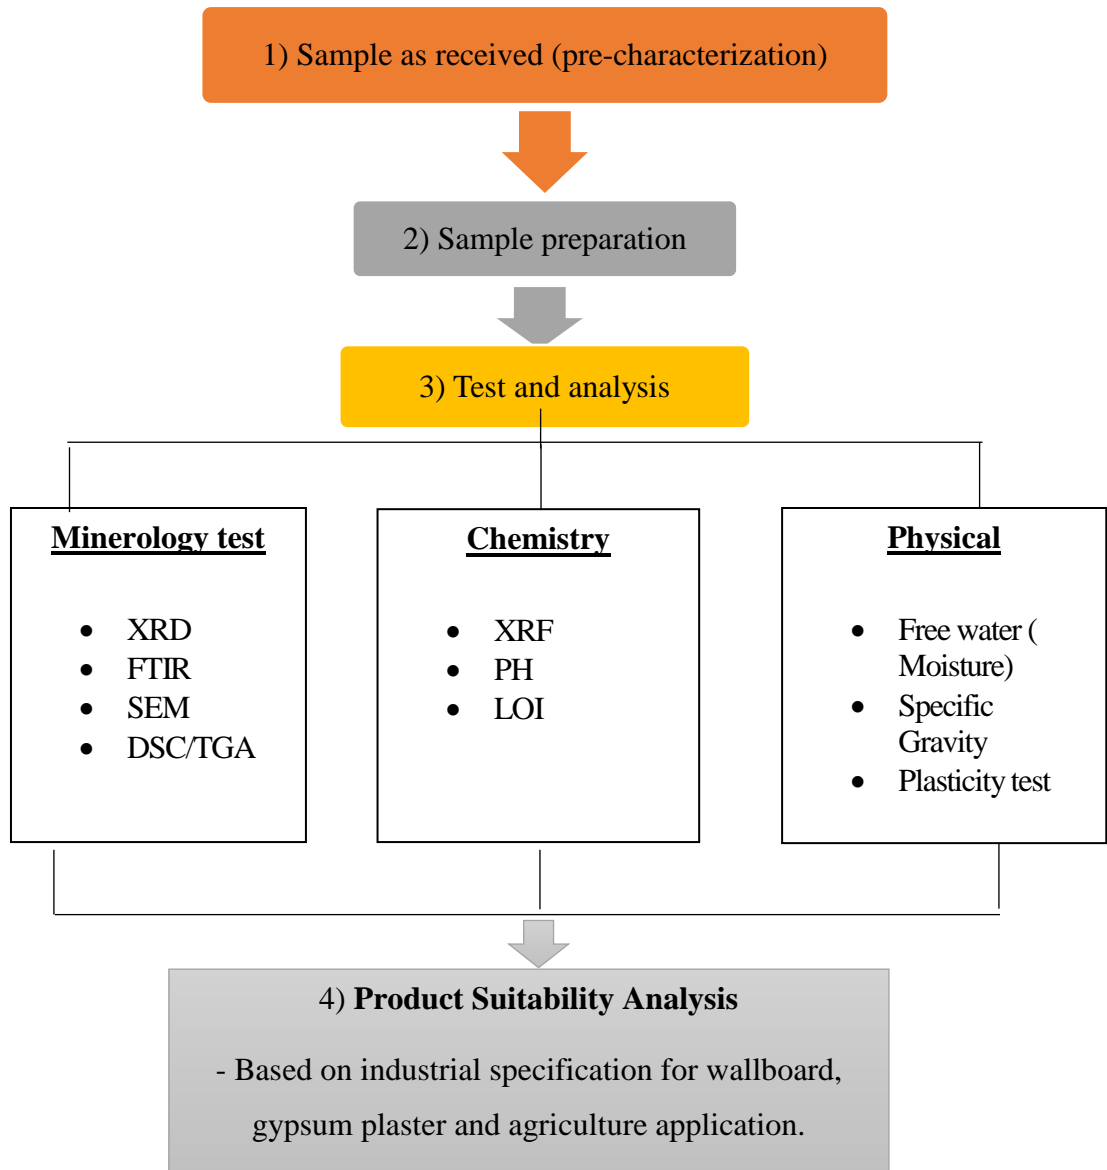 1) Sample as received (pre-characterization)
2) Sample preparation
3) Test and analysis
Minerology test
• XRD
• FTIR
• SEM
• DSC/TGA
Chemistry
• XRF
• PH
• LOI
Physical
• Free water (
Moisture)
• Specific
Gravity
• Plasticity test
4) Product Suitability Analysis
- Based on industrial specification for wallboard,
gypsum plaster and agriculture application.